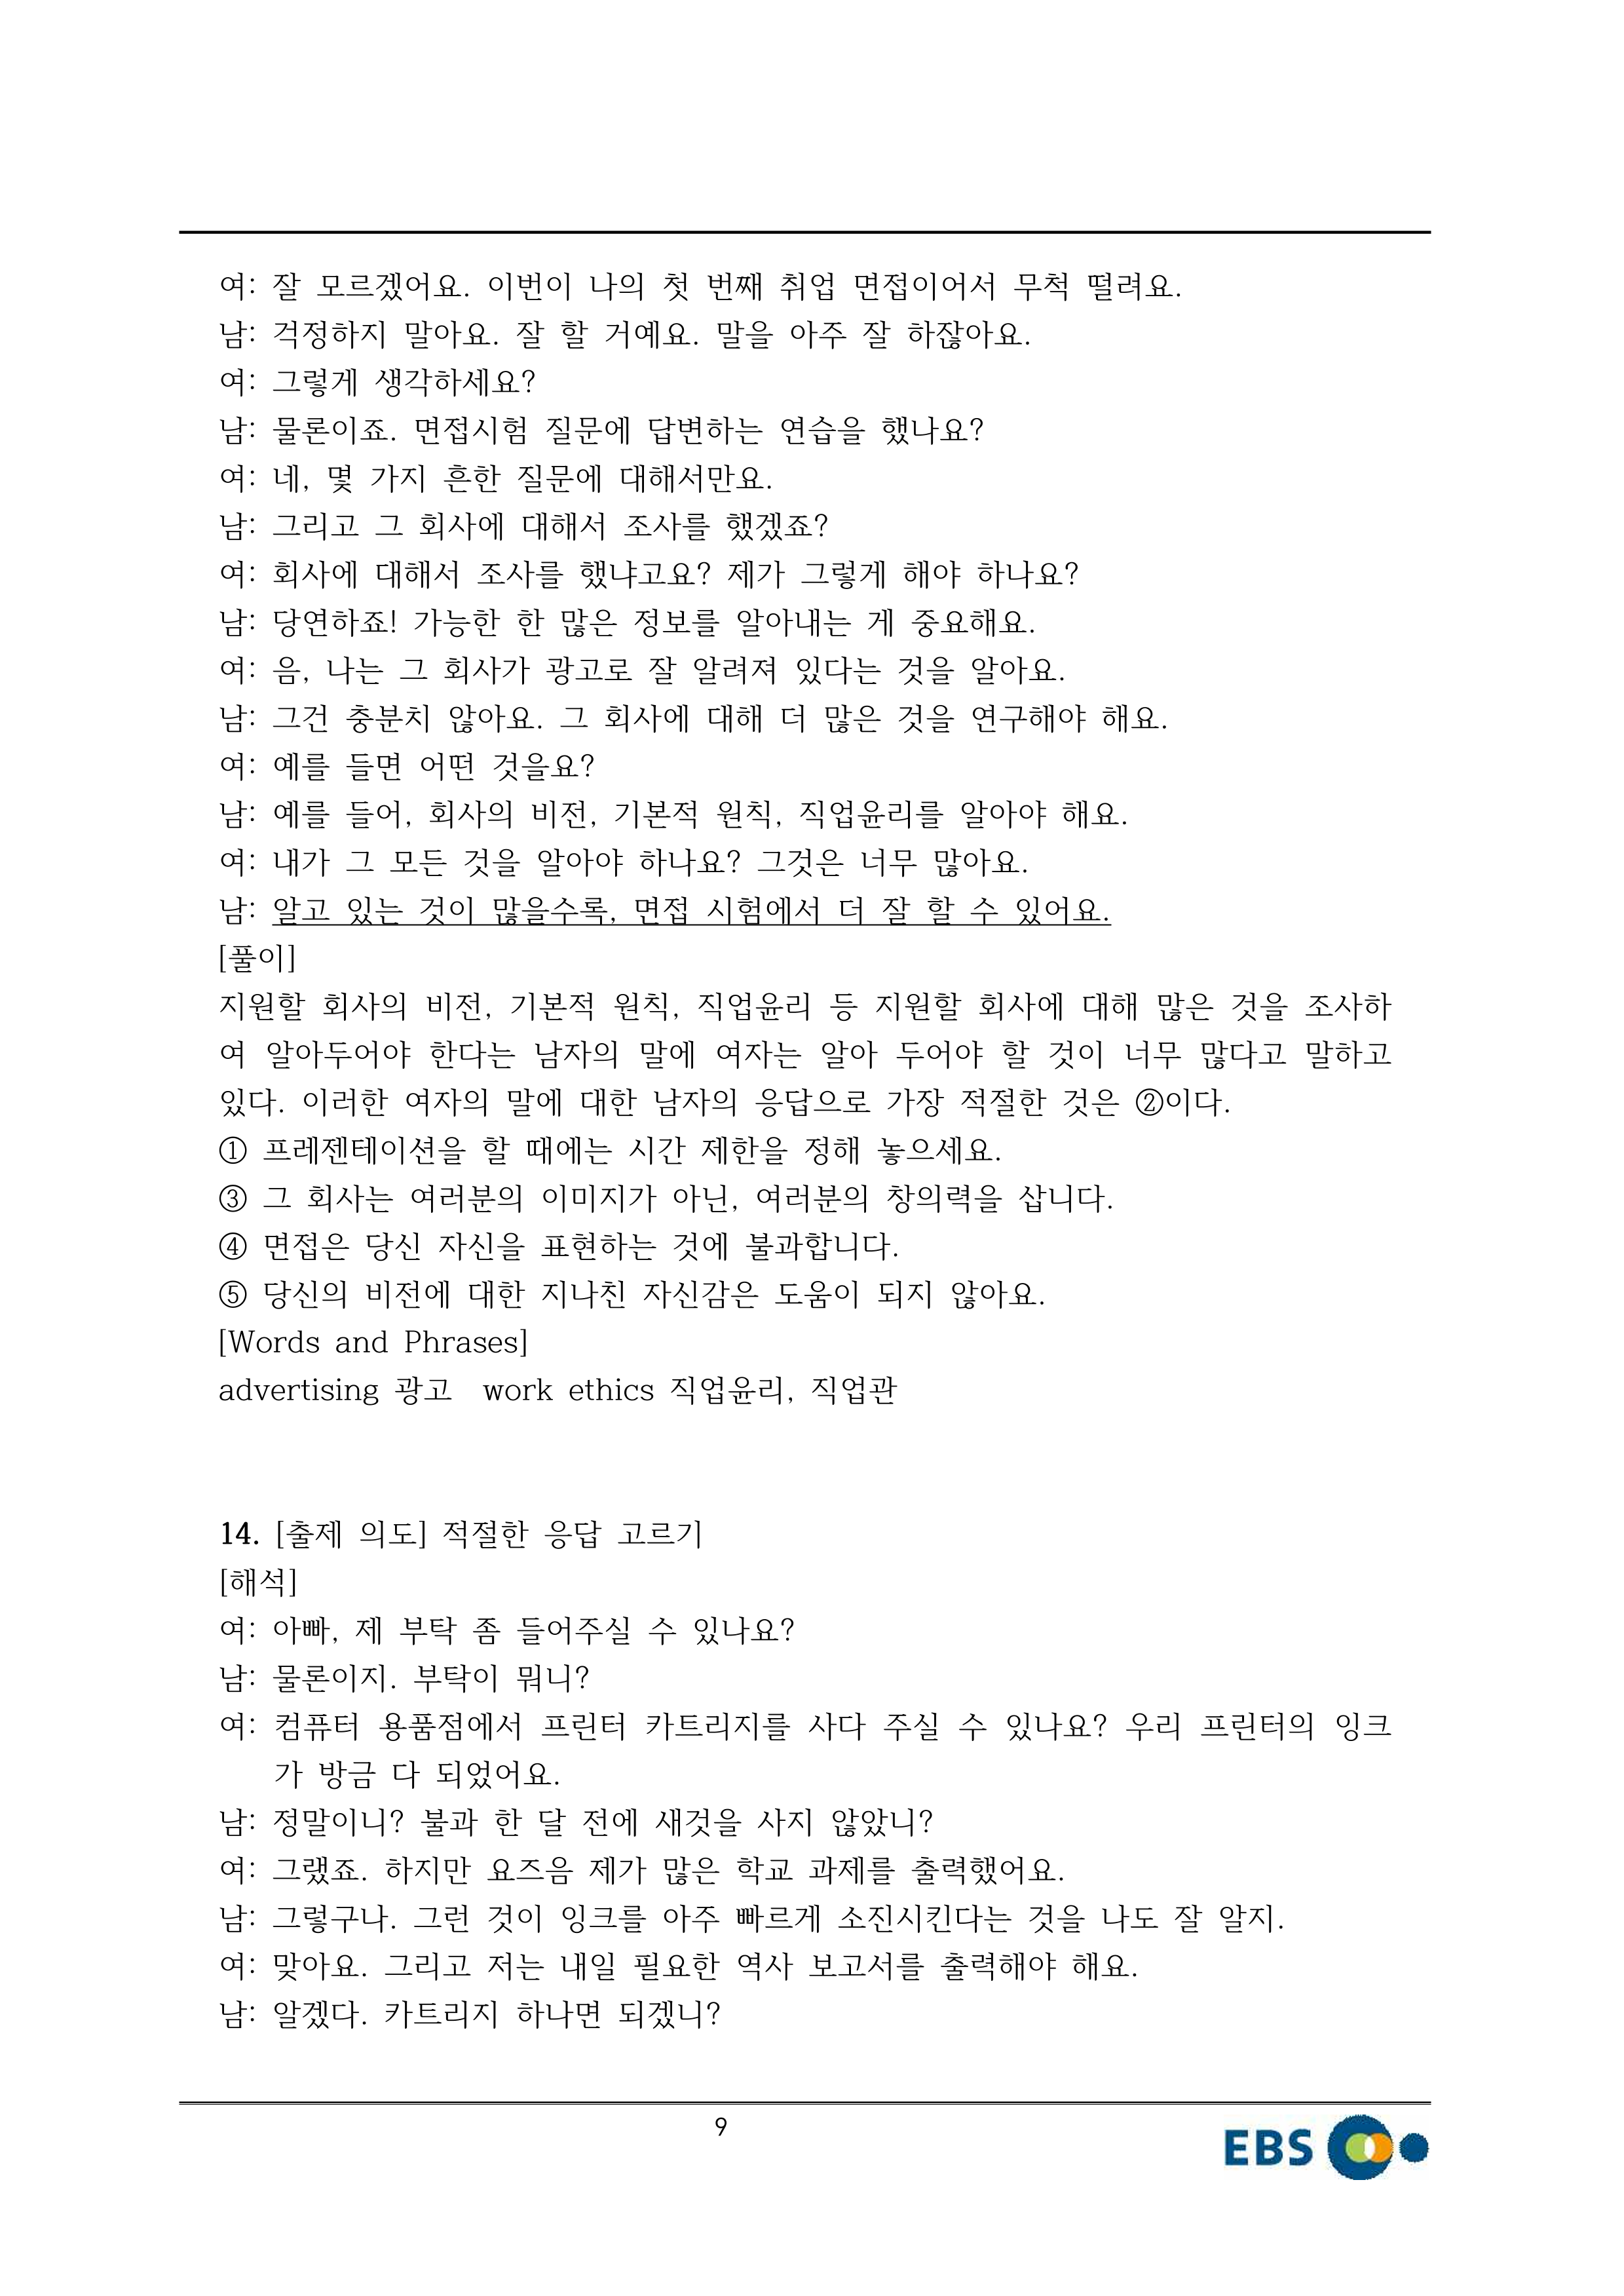 여: 잘 모르겠어요. 이번이 나의 첫 번째 취업 면접이어서 무척 떨려요.
남: 걱정하지 말아요. 잘 할 거예요. 말을 아주 잘 하잖아요.
여: 그렇게 생각하세요?
남: 물론이죠. 면접시험 질문에 답변하는 연습을 했나요?
여: 네, 몇 가지 흔한 질문에 대해서만요.
남: 그리고 그 회사에 대해서 조사를 했겠죠?
여: 회사에 대해서 조사를 했냐고요? 제가 그렇게 해야 하나요?
남: 당연하죠! 가능한 한 많은 정보를 알아내는 게 중요해요.
여: 음, 나는 그 회사가 광고로 잘 알려져 있다는 것을 알아요.
남: 그건 충분치 않아요. 그 회사에 대해 더 많은 것을 연구해야 해요.
여: 예를 들면 어떤 것을요?
남: 예를 들어, 회사의 비전, 기본적 원칙, 직업윤리를 알아야 해요.
여: 내가 그 모든 것을 알아야 하나요? 그것은 너무 많아요.
남: 알고 있는 것이 많을수록, 면접 시험에서 더 잘 할 수 있어요.
[풀이]
지원할 회사의 비전, 기본적 원칙, 직업윤리 등 지원할 회사에 대해 많은 것을 조사하
여 알아두어야 한다는 남자의 말에 여자는 알아 두어야 할 것이 너무 많다고 말하고
있다. 이러한 여자의 말에 대한 남자의 응답으로 가장 적절한 것은 ②이다.
① 프레젠테이션을 할 때에는 시간 제한을 정해 놓으세요.
③ 그 회사는 여러분의 이미지가 아닌, 여러분의 창의력을 삽니다.
④ 면접은 당신 자신을 표현하는 것에 불과합니다.
⑤ 당신의 비전에 대한 지나친 자신감은 도움이 되지 않아요.
[Words and Phrases]
advertising 광고  work ethics 직업윤리, 직업관
14. [출제 의도] 적절한 응답 고르기
[해석]
여: 아빠, 제 부탁 좀 들어주실 수 있나요?
남: 물론이지. 부탁이 뭐니?
여: 컴퓨터 용품점에서 프린터 카트리지를 사다 주실 수 있나요? 우리 프린터의 잉크
가 방금 다 되었어요.
남: 정말이니? 불과 한 달 전에 새것을 사지 않았니?
여: 그랬죠. 하지만 요즈음 제가 많은 학교 과제를 출력했어요.
남: 그렇구나. 그런 것이 잉크를 아주 빠르게 소진시킨다는 것을 나도 잘 알지.
여: 맞아요. 그리고 저는 내일 필요한 역사 보고서를 출력해야 해요.
남: 알겠다. 카트리지 하나면 되겠니?
9
EBS